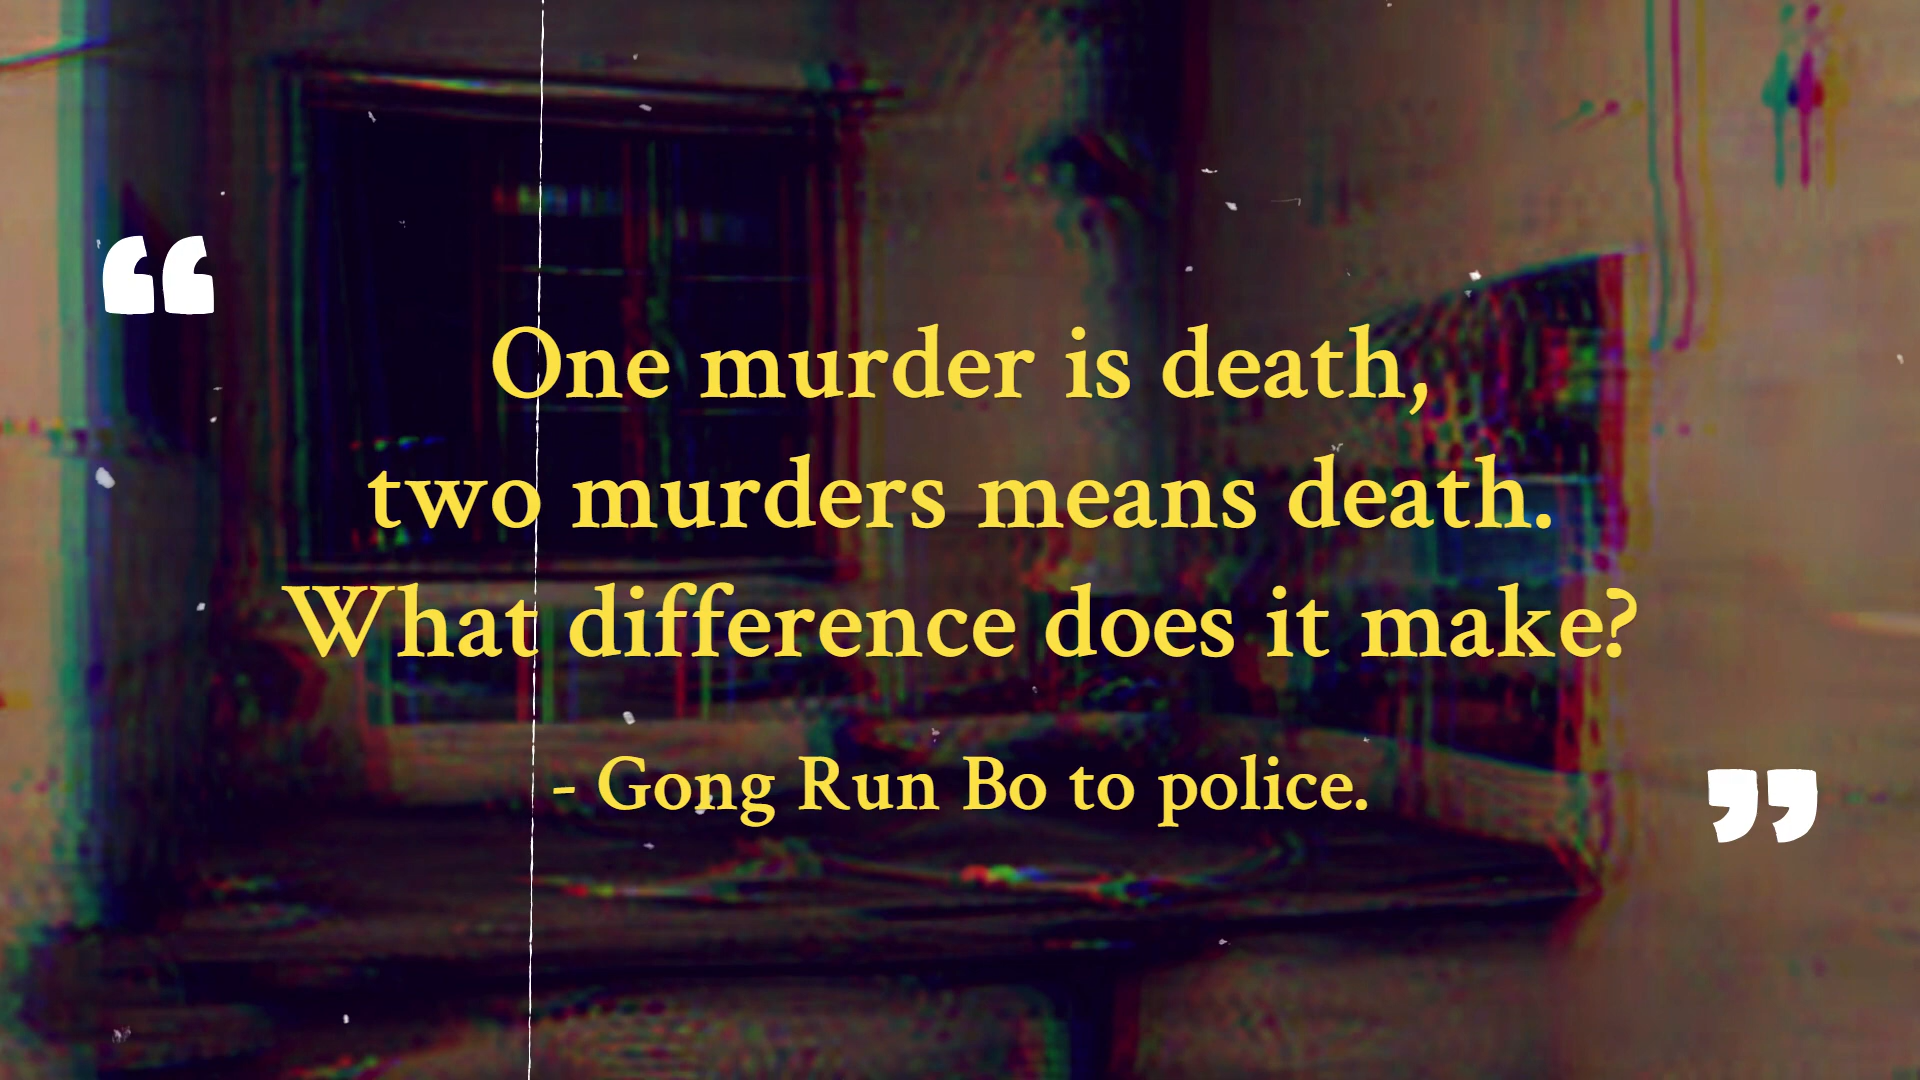 “
One murder is death,
two murders means death.
What difference does it make?
- Gong Run Bo to police.
”